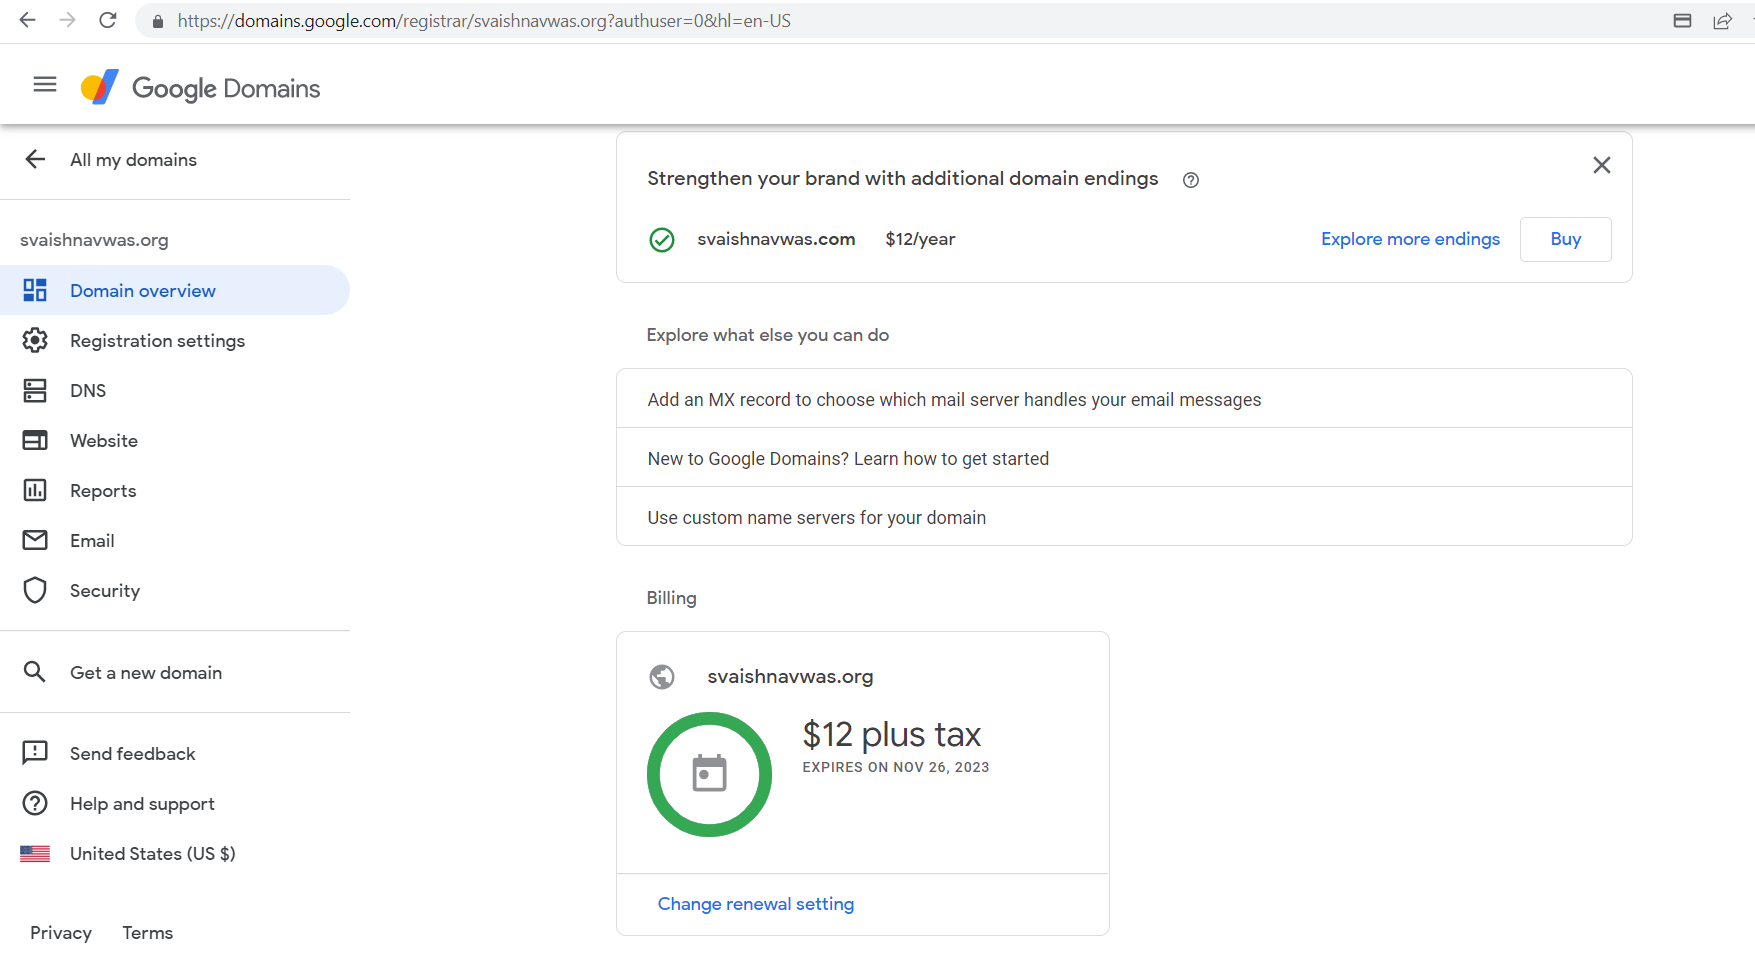 https://domains.google.com/registrar/svaishnavwas.org?authuser=0&hl=en-US
Google Domains
All my domains
svaishnavwas.org
Domain overview
Registration settings
DNS
Website
Reports
Email
Security
Get a new domain
Send feedback
Help and support
United States (US $)
Privacy Terms
Strengthen your brand with additional domain endings
svaishnavwas.com $12/year Explore more endings Buy
Explore what else you can do
Add an MX record to choose which mail server handles your email messages
New to Google Domains? Learn how to get started
Use custom name servers for your domain
Billing
svaishnavwas.org
$12 plus tax
EXPIRES ON NOV 26, 2023
Change renewal setting